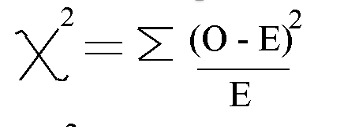 χ² = Σ (O - E)² / E